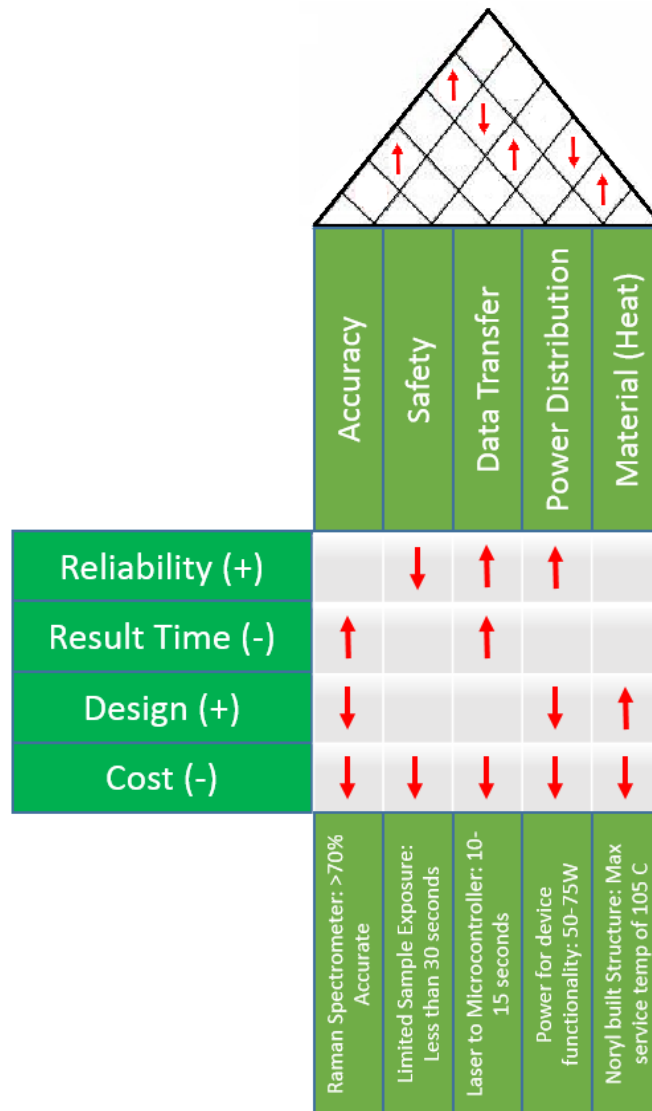 Accuracy
Safety
Data Transfer
Power Distribution
Material (Heat)
Reliability (+)
Result Time (-)
Design (+)
Cost (-)
Raman Spectrometer: >70%
Accurate
Limited Sample Exposure:
Less than 30 seconds
Laser to Microcontroller: 10-
15 seconds
Power for device
functionality: 50-75W
Noryl built Structure: Max
service temp of 105 C